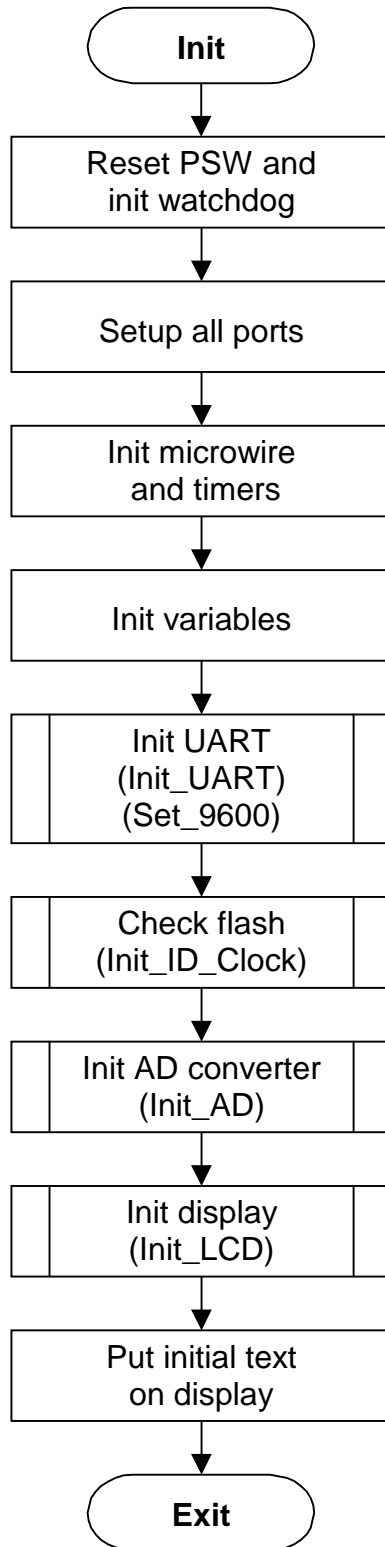 Init
Reset PSW and
init watchdog
Setup all ports
Init microwire
and timers
Init variables
Init UART
(Init_UART)
(Set_9600)
Check flash
(Init_ID_Clock)
Init AD converter
(Init_AD)
Init display
(Init_LCD)
Put initial text
on display
Exit